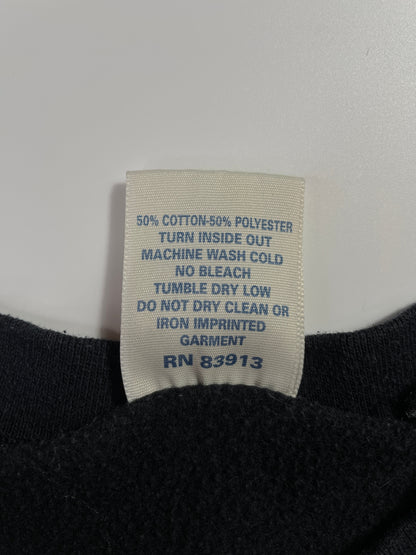 50% COTTON-50% POLYESTER
TURN INSIDE OUT
MACHINE WASH COLD
NO BLEACH
TUMBLE DRY LOW
DO NOT DRY CLEAN OR
IRON IMPRINTED
GARMENT
RN 83913